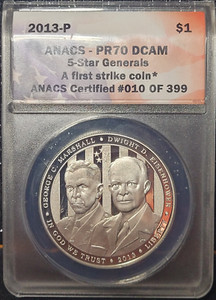 2013-P $1
ANACS - PR70 DCAM
5-Star Generals
A first strike coin*
ANACS Certified #010 OF 399
GEORGE C. MARSHALL · DWIGHT D. EISENHOWER
IN GOD WE TRUST · 2013 · LIBERTY